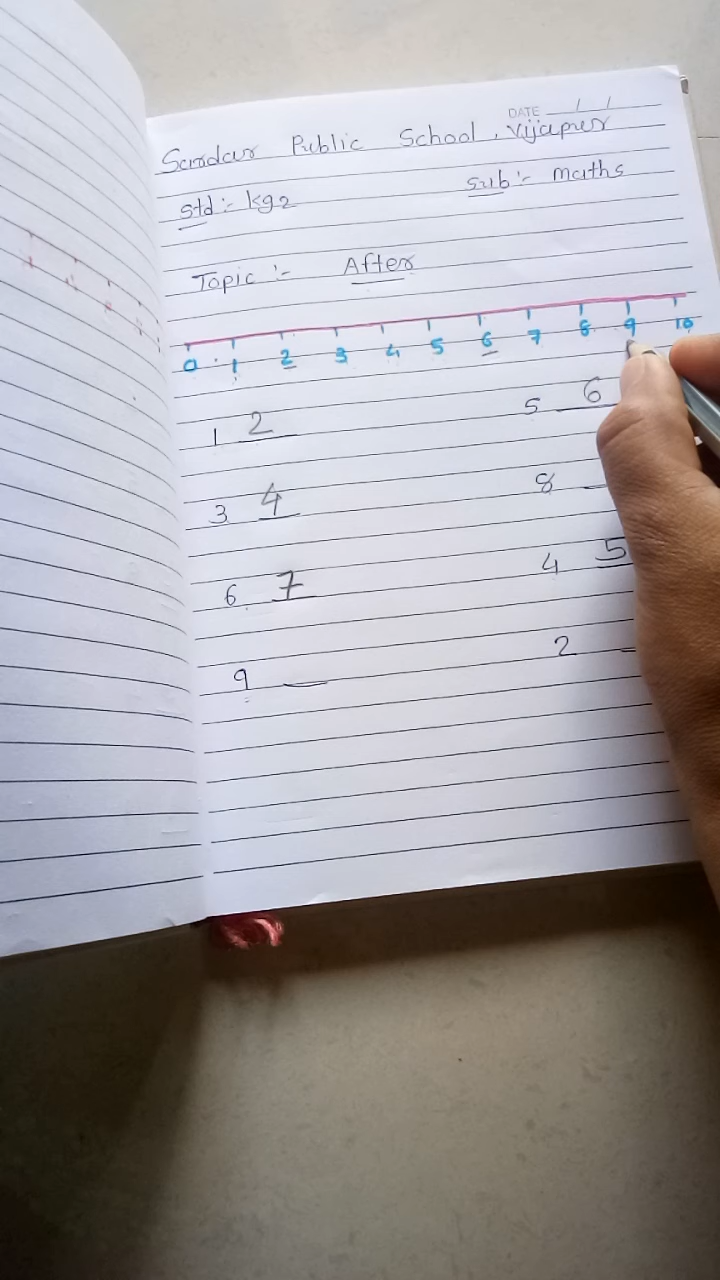 DATE / /
Sardar Public School, Vijapur
Std :- kg2 Sub :- maths
Topic :- After
0 1 2 3 4 5 6 7 8 9 10
1 2 5 6
3 4 8 _
6 7 4 5
9 _ 2 _